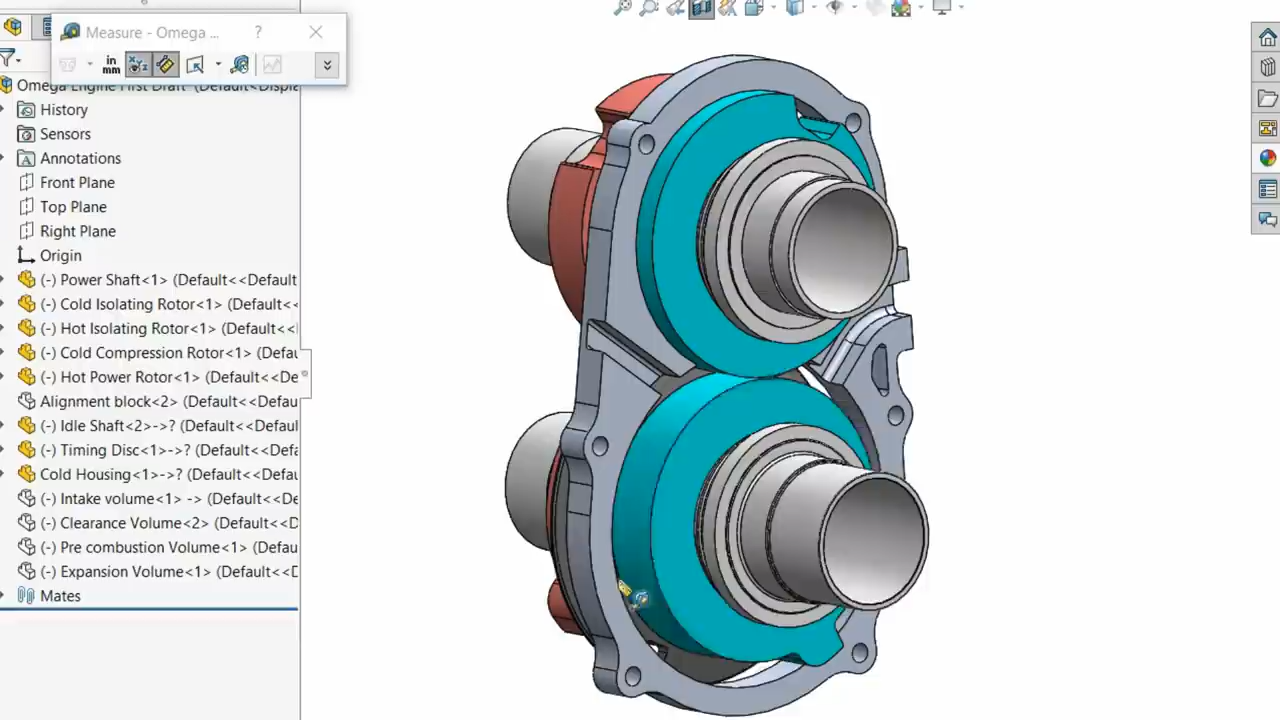 Measure - Omega ...
?
in
mm
Omega Engine First Draft (Default<Displa
History
Sensors
Annotations
Front Plane
Top Plane
Right Plane
Origin
(-) Power Shaft<1> (Default<<Default
(-) Cold Isolating Rotor<1> (Default<<
(-) Hot Isolating Rotor<1> (Default<<
(-) Cold Compression Rotor<1> (Defau
(-) Hot Power Rotor<1> (Default<<De
Alignment block<2> (Default<<Defau
(-) Idle Shaft<2>->? (Default<<Defau
(-) Timing Disc<1>->? (Default<<Defa
Cold Housing<1>->? (Default<<Defau
(-) Intake volume<1> -> (Default<<De
(-) Clearance Volume<2> (Default<<D
(-) Pre combustion Volume<1> (Defau
(-) Expansion Volume<1> (Default<<D
Mates